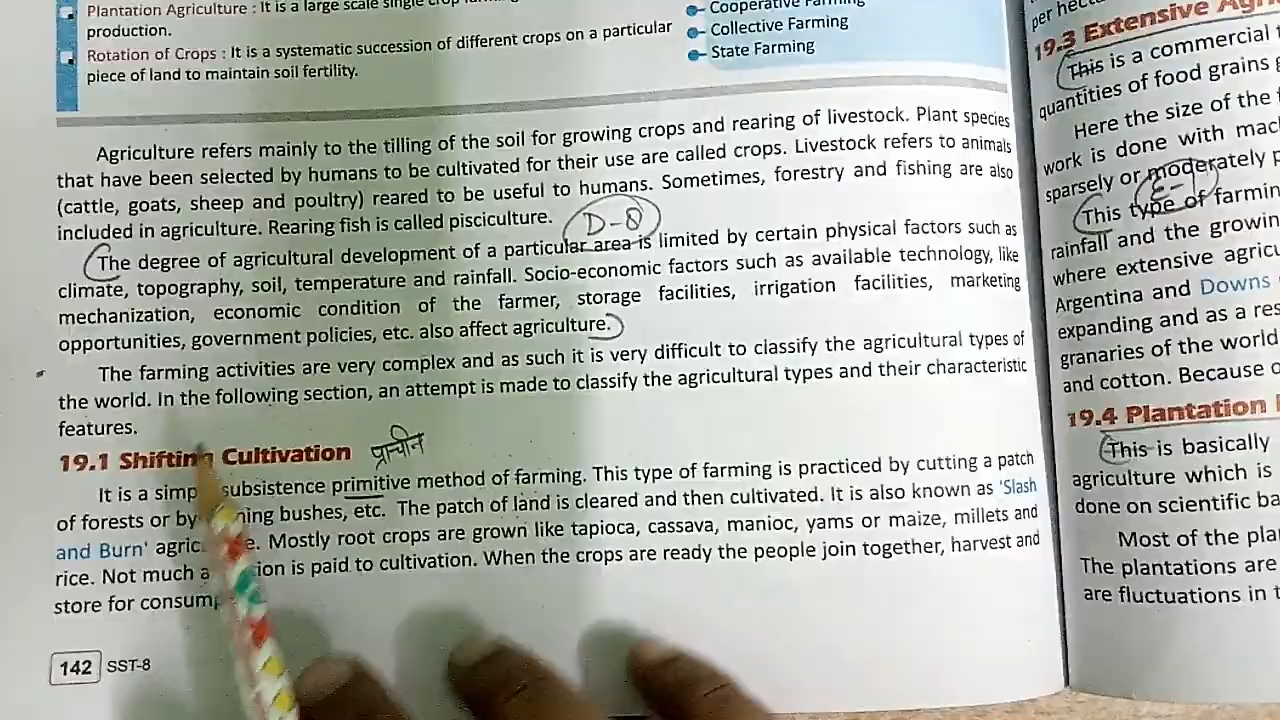 Plantation Agriculture : It is a large scale single crop
production.
Rotation of Crops : It is a systematic succession of different crops on a particular
piece of land to maintain soil fertility.
Cooperative Farming
Collective Farming
State Farming
Agriculture refers mainly to the tilling of the soil for growing crops and rearing of livestock. Plant species
that have been selected by humans to be cultivated for their use are called crops. Livestock refers to animals
(cattle, goats, sheep and poultry) reared to be useful to humans. Sometimes, forestry and fishing are also
included in agriculture. Rearing fish is called pisciculture.
D-8
The degree of agricultural development of a particular area is limited by certain physical factors such as
climate, topography, soil, temperature and rainfall. Socio-economic factors such as available technology, like
mechanization, economic condition of the farmer, storage facilities, irrigation facilities, marketing
opportunities, government policies, etc. also affect agriculture.
The farming activities are very complex and as such it is very difficult to classify the agricultural types of
the world. In the following section, an attempt is made to classify the agricultural types and their characteristic
features.
19.1 Shifting Cultivation प्राचीन
It is a simp subsistence primitive method of farming. This type of farming is practiced by cutting a patch
of forests or by ning bushes, etc. The patch of land is cleared and then cultivated. It is also known as 'Slash
and Burn' agric e. Mostly root crops are grown like tapioca, cassava, manioc, yams or maize, millets and
rice. Not much a ion is paid to cultivation. When the crops are ready the people join together, harvest and
store for consum
142 SST-8
per hect
19.3 Extensive Agri
This is a commercial
quantities of food grains
Here the size of the
work is done with mac
sparsely or moderately p
E-
This type of farmin
rainfall and the growin
where extensive agricu
Argentina and Downs
expanding and as a res
granaries of the world
and cotton. Because o
19.4 Plantation
This is basically
agriculture which is
done on scientific ba
Most of the pla
The plantations are
are fluctuations in t